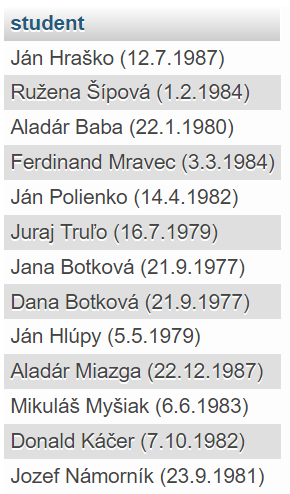 student
Ján Hraško (12.7.1987)
Ružena Šípová (1.2.1984)
Aladár Baba (22.1.1980)
Ferdinand Mravec (3.3.1984)
Ján Polienko (14.4.1982)
Juraj Truľo (16.7.1979)
Jana Botková (21.9.1977)
Dana Botková (21.9.1977)
Ján Hlúpy (5.5.1979)
Aladár Miazga (22.12.1987)
Mikuláš Myšiak (6.6.1983)
Donald Káčer (7.10.1982)
Jozef Námorník (23.9.1981)